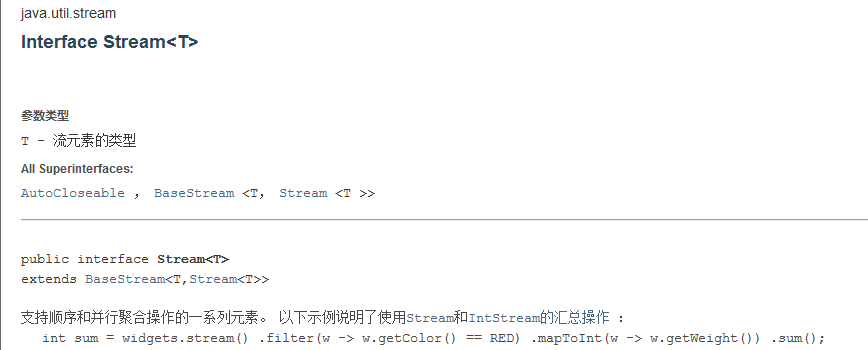 java.util.stream
Interface Stream<T>
参数类型
T - 流元素的类型
All Superinterfaces:
AutoCloseable ， BaseStream <T， Stream <T >>
public interface Stream<T>
extends BaseStream<T,Stream<T>>
支持顺序和并行聚合操作的一系列元素。 以下示例说明了使用Stream和IntStream的汇总操作 ：
int sum = widgets.stream() .filter(w -> w.getColor() == RED) .mapToInt(w -> w.getWeight()) .sum();